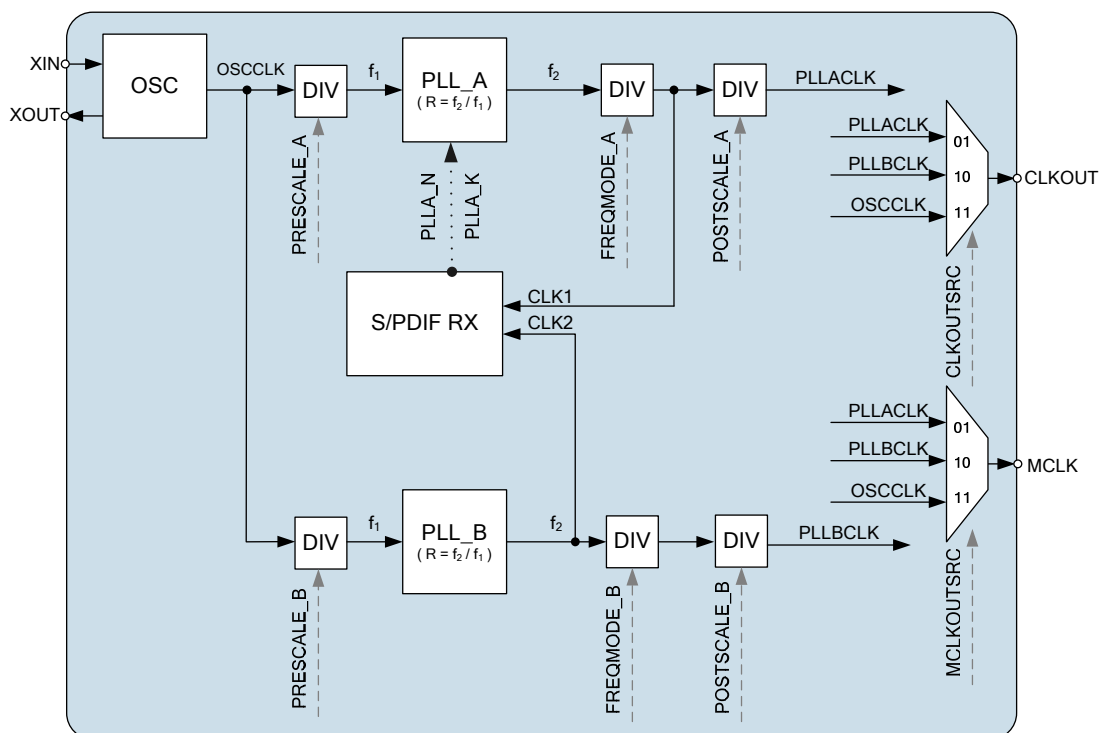 XIN
XOUT
OSC
OSCCLK
DIV
f1
PLL_A
( R = f2 / f1 )
f2
DIV
DIV
PLLACLK
PRESCALE_A
PLLA_N
PLLA_K
FREQMODE_A
POSTSCALE_A
PLLACLK
01
PLLBCLK
10
OSCCLK
11
CLKOUT
CLKOUTSRC
S/PDIF RX
CLK1
CLK2
PLLACLK
01
PLLBCLK
10
OSCCLK
11
MCLK
MCLKOUTSRC
DIV
f1
PLL_B
( R = f2 / f1 )
f2
DIV
DIV
PLLBCLK
PRESCALE_B
FREQMODE_B
POSTSCALE_B